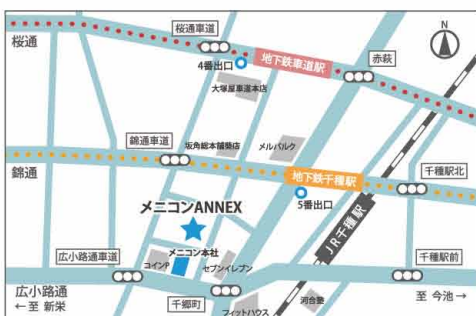 桜通
桜通車道
N
4番出口
地下鉄車道駅
赤萩
大塚屋車道本店
錦通車道
坂角総本舖葵店
メルパルク
錦通
地下鉄千種駅
千種駅北
5番出口
メニコンANNEX
JR千種駅
広小路通車道
コインP
メニコン本社
セブンイレブン
千種駅前
広小路通
← 至 新栄
千郷町
フィットハウス
河合塾
至 今池 →